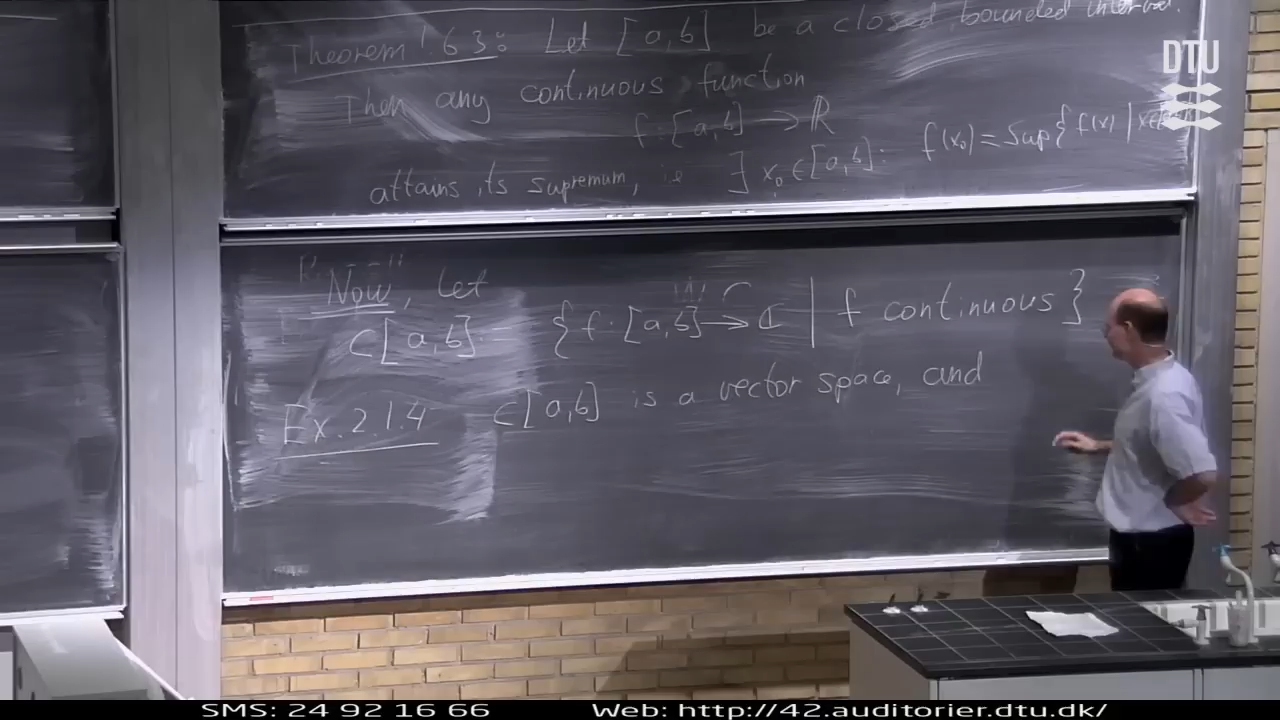 Theorem 1.6.3: Let [a,b] be a closed, bounded interval.
Then any continuous function
f: [a,b] → ℝ
attains its supremum, ie ∃ x₀ ∈ [a,b]: f(x₀) = Sup{ f(x) | x∈
Now, let
C[a,b] = { f: [a,b] → ℂ | f continuous }
Ex. 2.1.4 C[a,b] is a vector space, and
DTU
SMS: 24 92 16 66 Web: http://42.auditorier.dtu.dk/